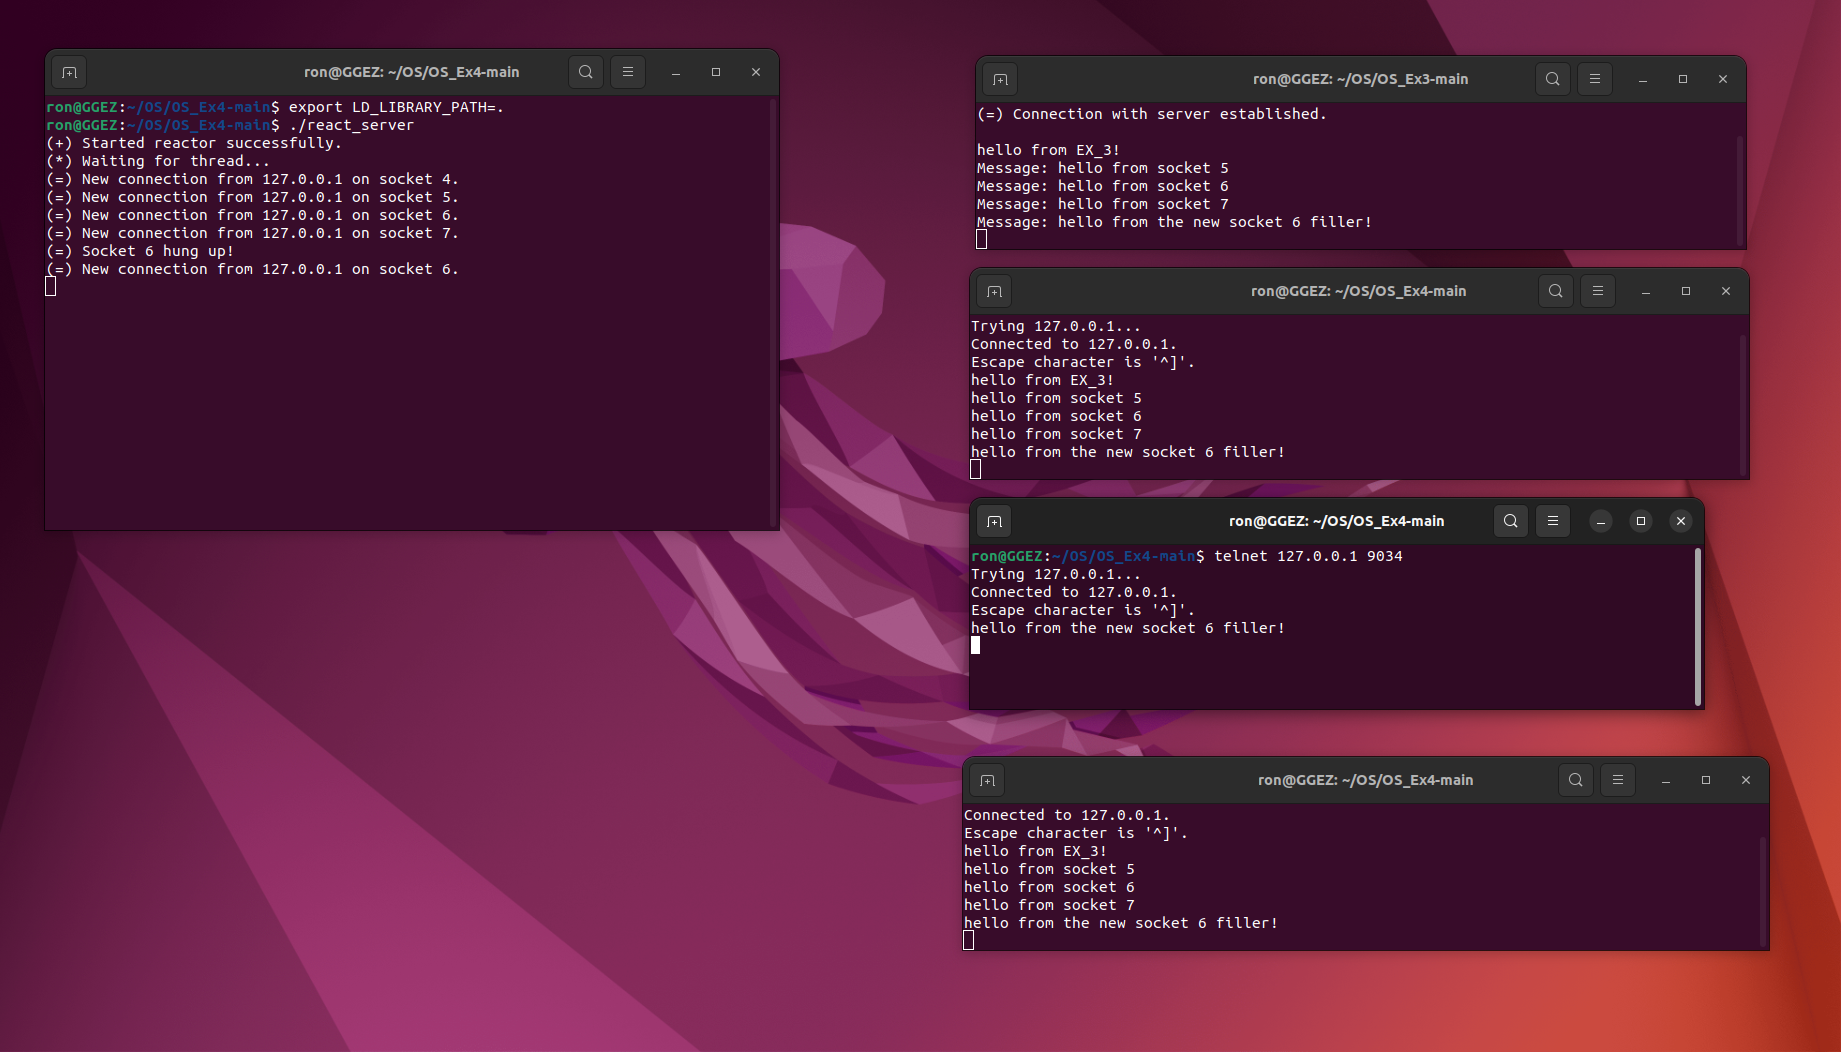 ron@GGEZ: ~/OS/OS_Ex4-main
ron@GGEZ:~/OS/OS_Ex4-main$ export LD_LIBRARY_PATH=.
ron@GGEZ:~/OS/OS_Ex4-main$ ./react_server
(+) Started reactor successfully.
(*) Waiting for thread...
(=) New connection from 127.0.0.1 on socket 4.
(=) New connection from 127.0.0.1 on socket 5.
(=) New connection from 127.0.0.1 on socket 6.
(=) New connection from 127.0.0.1 on socket 7.
(=) Socket 6 hung up!
(=) New connection from 127.0.0.1 on socket 6.
ron@GGEZ: ~/OS/OS_Ex3-main
(=) Connection with server established.
hello from EX_3!
Message: hello from socket 5
Message: hello from socket 6
Message: hello from socket 7
Message: hello from the new socket 6 filler!
ron@GGEZ: ~/OS/OS_Ex4-main
Trying 127.0.0.1...
Connected to 127.0.0.1.
Escape character is '^]'.
hello from EX_3!
hello from socket 5
hello from socket 6
hello from socket 7
hello from the new socket 6 filler!
ron@GGEZ: ~/OS/OS_Ex4-main
ron@GGEZ:~/OS/OS_Ex4-main$ telnet 127.0.0.1 9034
Trying 127.0.0.1...
Connected to 127.0.0.1.
Escape character is '^]'.
hello from the new socket 6 filler!
ron@GGEZ: ~/OS/OS_Ex4-main
Connected to 127.0.0.1.
Escape character is '^]'.
hello from EX_3!
hello from socket 5
hello from socket 6
hello from socket 7
hello from the new socket 6 filler!